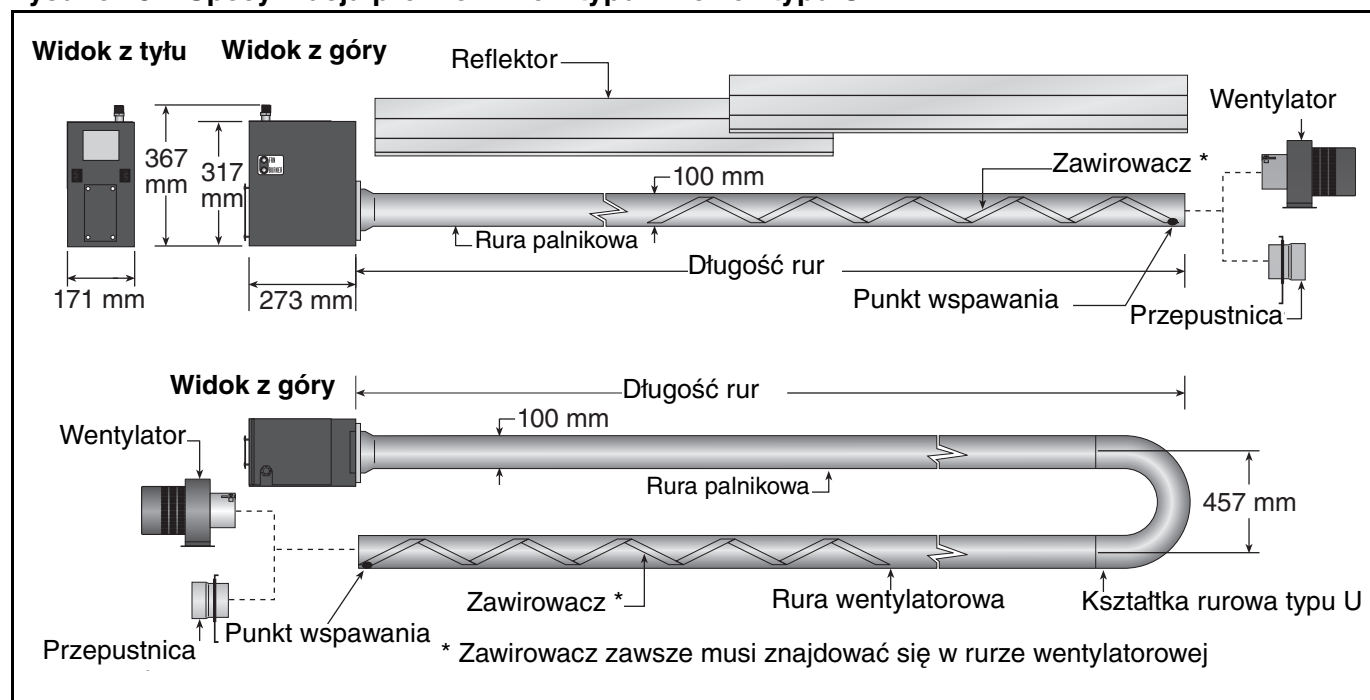 Widok z tyłu
Widok z góry
Reflektor
Wentylator
367 mm
317 mm
FAN
BURNER
100 mm
Zawirowacz *
Rura palnikowa
Długość rur
171 mm
273 mm
Punkt wspawania
Przepustnica
Widok z góry
Długość rur
Wentylator
100 mm
Rura palnikowa
457 mm
Zawirowacz *
Rura wentylatorowa
Kształtka rurowa typu U
Przepustnica
Punkt wspawania
* Zawirowacz zawsze musi znajdować się w rurze wentylatorowej